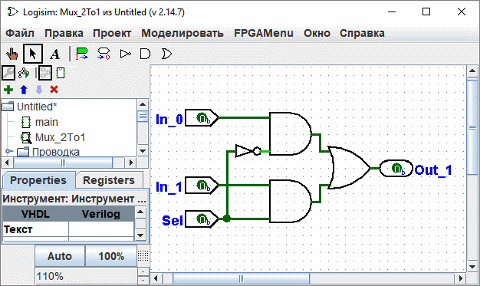 Logisim: Mux_2To1 из Untitled (v 2.14.7)
Файл Правка Проект Моделировать FPGAMenu Окно Справка
A
Untitled*
main
Mux_2To1
Проводка
Properties Registers
Инструмент: Инструмент ...
VHDL Verilog
Текст
Auto 100%
110%
In_0
In_1
Sel
Out_1